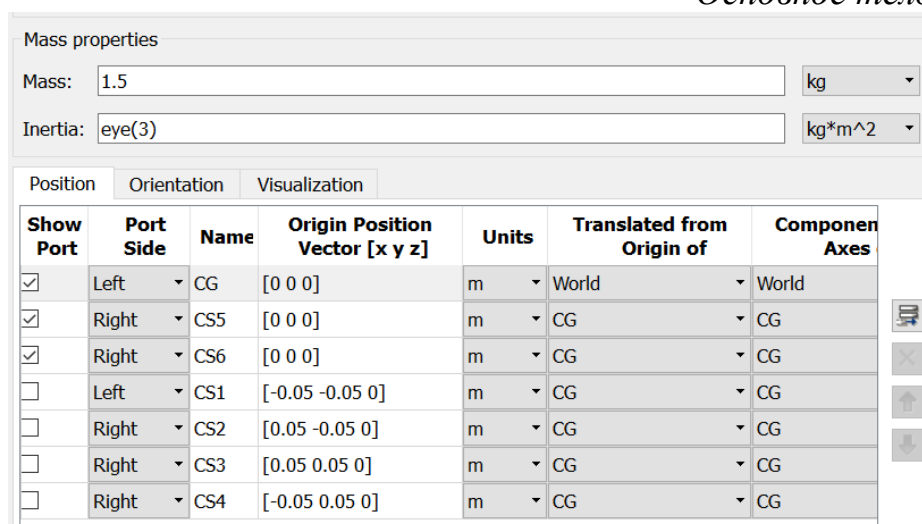 Основное тело
Mass properties
Mass: 1.5 kg
Inertia: eye(3) kg*m^2
Position Orientation Visualization
Show Port Port Side Name Origin Position Vector [x y z] Units Translated from Origin of Componen Axes
Left CG [0 0 0] m World World
Right CS5 [0 0 0] m CG CG
Right CS6 [0 0 0] m CG CG
Left CS1 [-0.05 -0.05 0] m CG CG
Right CS2 [0.05 -0.05 0] m CG CG
Right CS3 [0.05 0.05 0] m CG CG
Right CS4 [-0.05 0.05 0] m CG CG